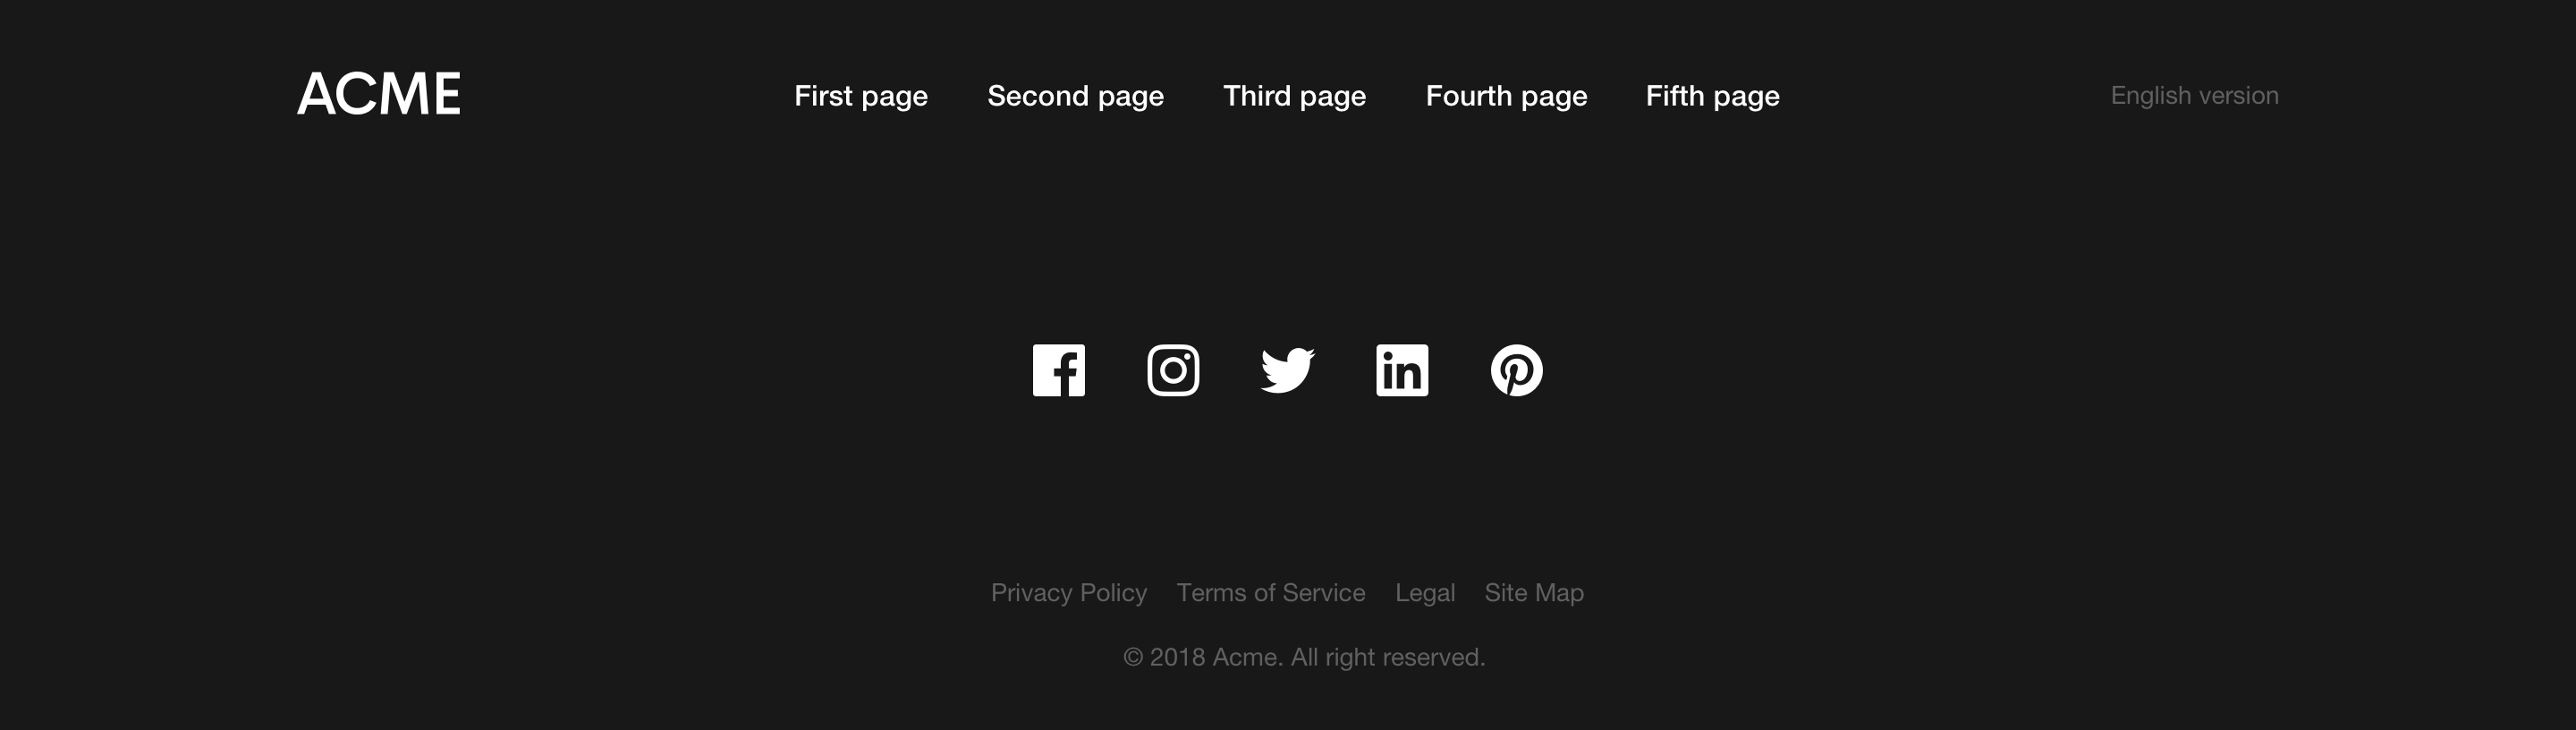 ACME First page Second page Third page Fourth page Fifth page English version
Privacy Policy Terms of Service Legal Site Map
© 2018 Acme. All right reserved.